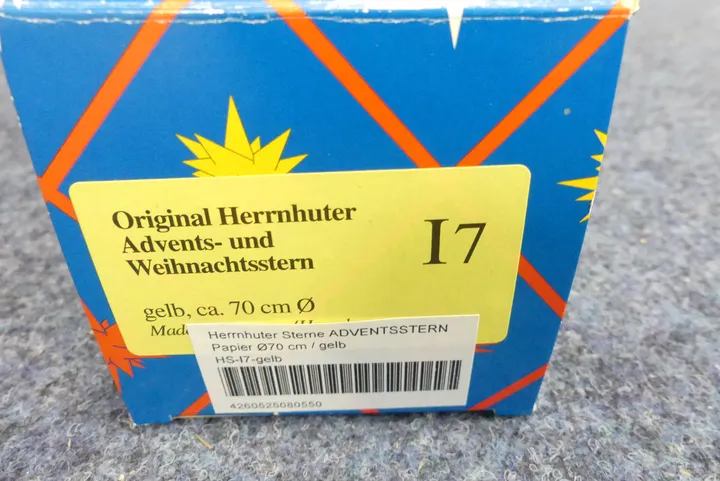 Original Herrnhuter
Advents- und
Weihnachtsstern
I7
gelb, ca. 70 cm Ø
Herrnhuter Sterne ADVENTSSTERN
Papier Ø70 cm / gelb
HS-I7-gelb
4260525080550